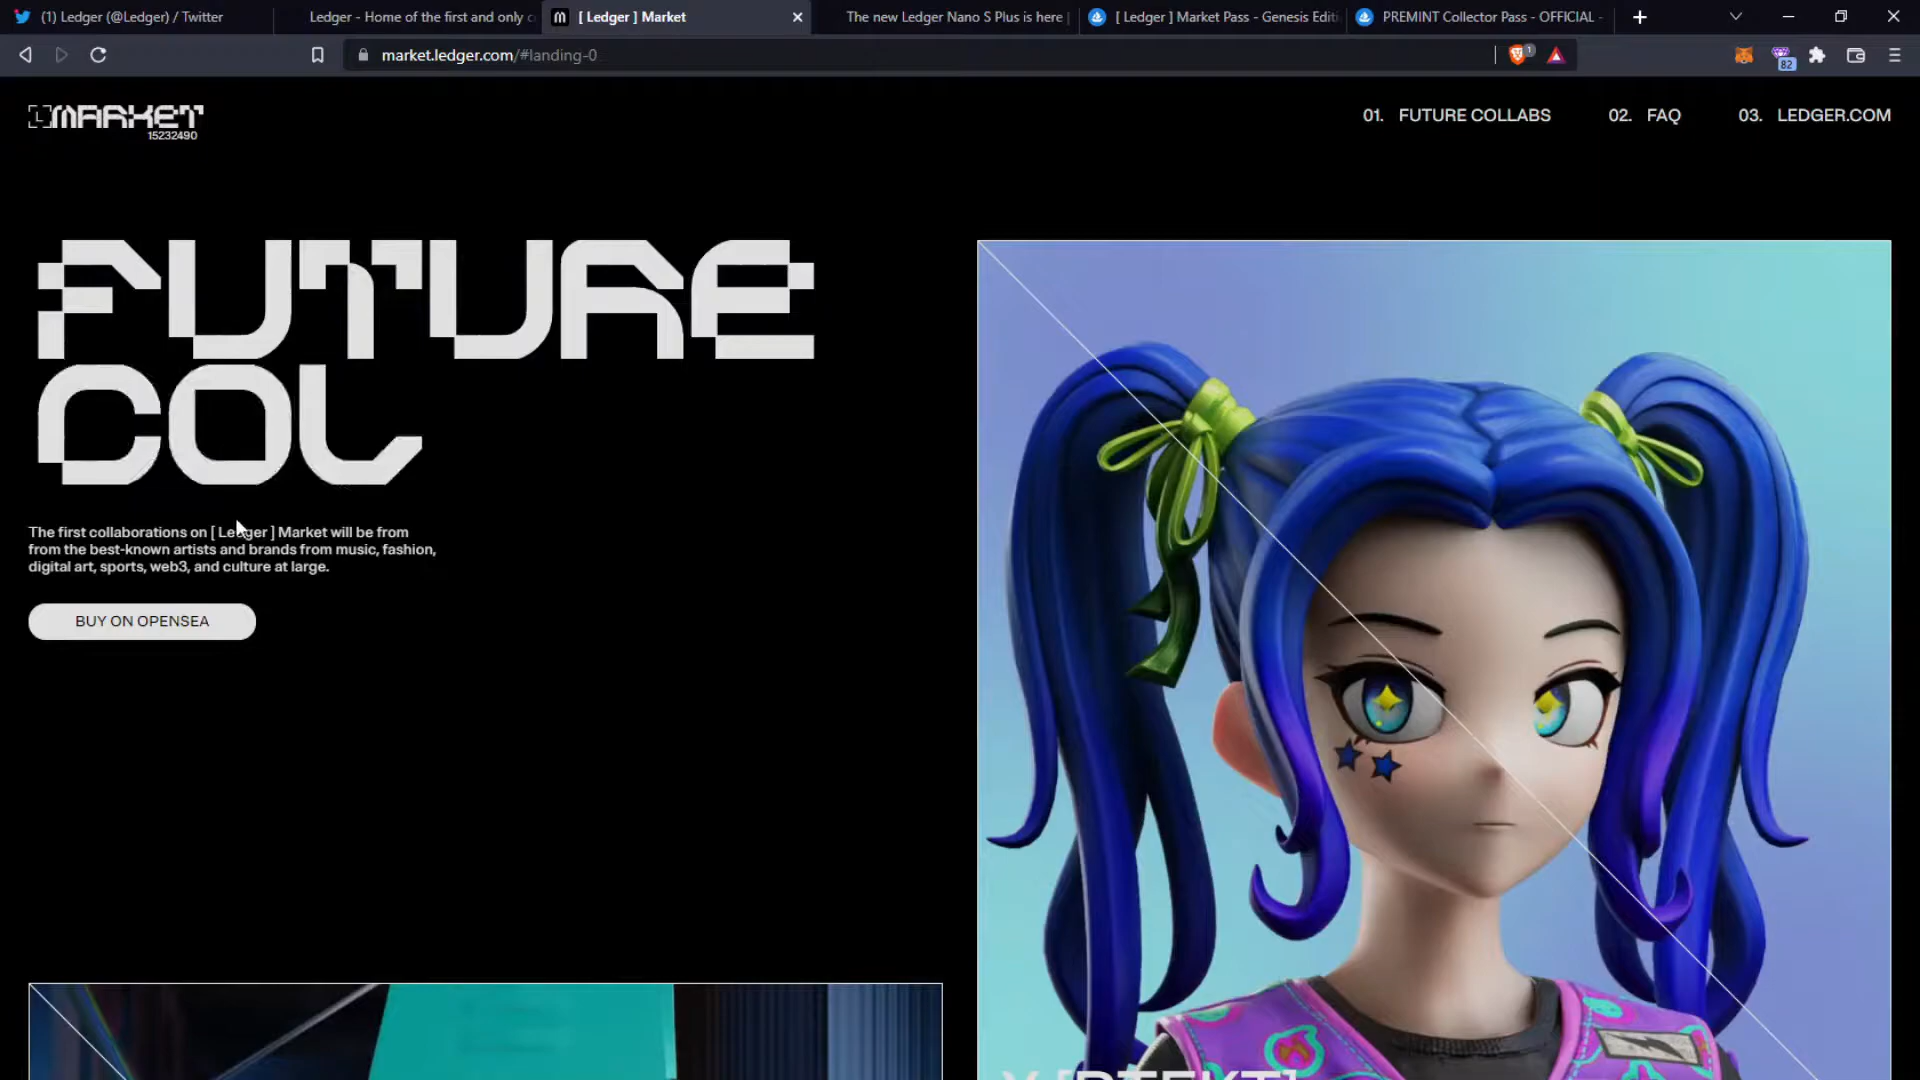 (1) Ledger (@Ledger) / Twitter
Ledger - Home of the first and only c
[ Ledger ] Market
The new Ledger Nano S Plus is here |
[ Ledger ] Market Pass - Genesis Editi
PREMINT Collector Pass - OFFICIAL -
market.ledger.com/#landing-0
1
82
[L] MARKET
15232490
01. FUTURE COLLABS
02. FAQ
03. LEDGER.COM
FUTURE
COL
The first collaborations on [ Ledger ] Market will be from
from the best-known artists and brands from music, fashion,
digital art, sports, web3, and culture at large.
BUY ON OPENSEA